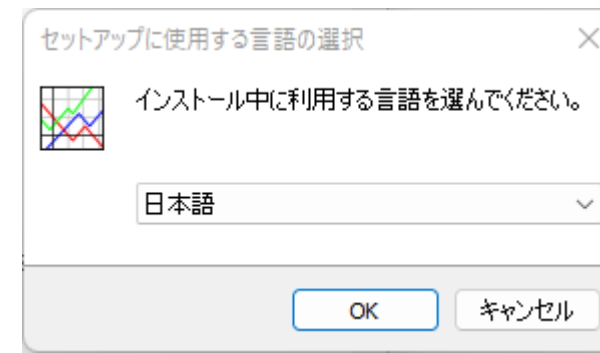 セットアップに使用する言語の選択
インストール中に利用する言語を選んでください。
日本語
OK
キャンセル